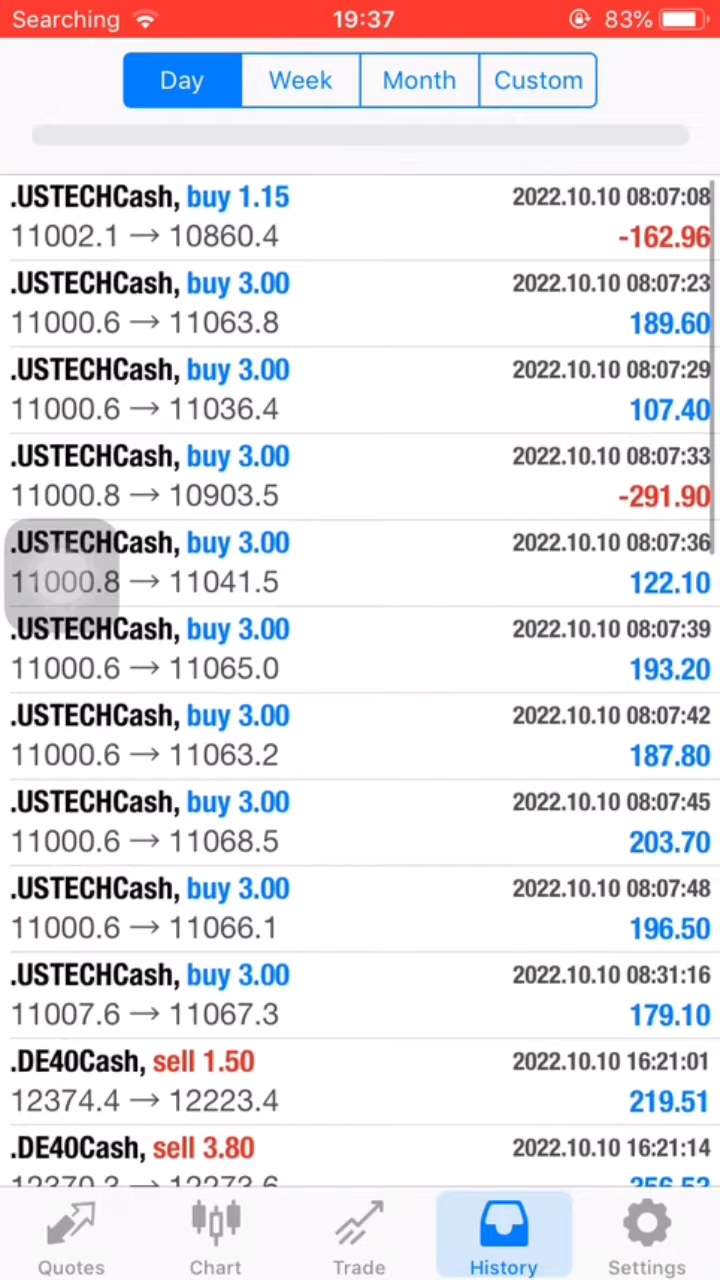 Searching 19:37 83%
Day Week Month Custom
.USTECHCash, buy 1.15 2022.10.10 08:07:08
11002.1 → 10860.4 -162.96
.USTECHCash, buy 3.00 2022.10.10 08:07:23
11000.6 → 11063.8 189.60
.USTECHCash, buy 3.00 2022.10.10 08:07:29
11000.6 → 11036.4 107.40
.USTECHCash, buy 3.00 2022.10.10 08:07:33
11000.8 → 10903.5 -291.90
.USTECHCash, buy 3.00 2022.10.10 08:07:36
11000.8 → 11041.5 122.10
.USTECHCash, buy 3.00 2022.10.10 08:07:39
11000.6 → 11065.0 193.20
.USTECHCash, buy 3.00 2022.10.10 08:07:42
11000.6 → 11063.2 187.80
.USTECHCash, buy 3.00 2022.10.10 08:07:45
11000.6 → 11068.5 203.70
.USTECHCash, buy 3.00 2022.10.10 08:07:48
11000.6 → 11066.1 196.50
.USTECHCash, buy 3.00 2022.10.10 08:31:16
11007.6 → 11067.3 179.10
.DE40Cash, sell 1.50 2022.10.10 16:21:01
12374.4 → 12223.4 219.51
.DE40Cash, sell 3.80 2022.10.10 16:21:14
Quotes Chart Trade History Settings